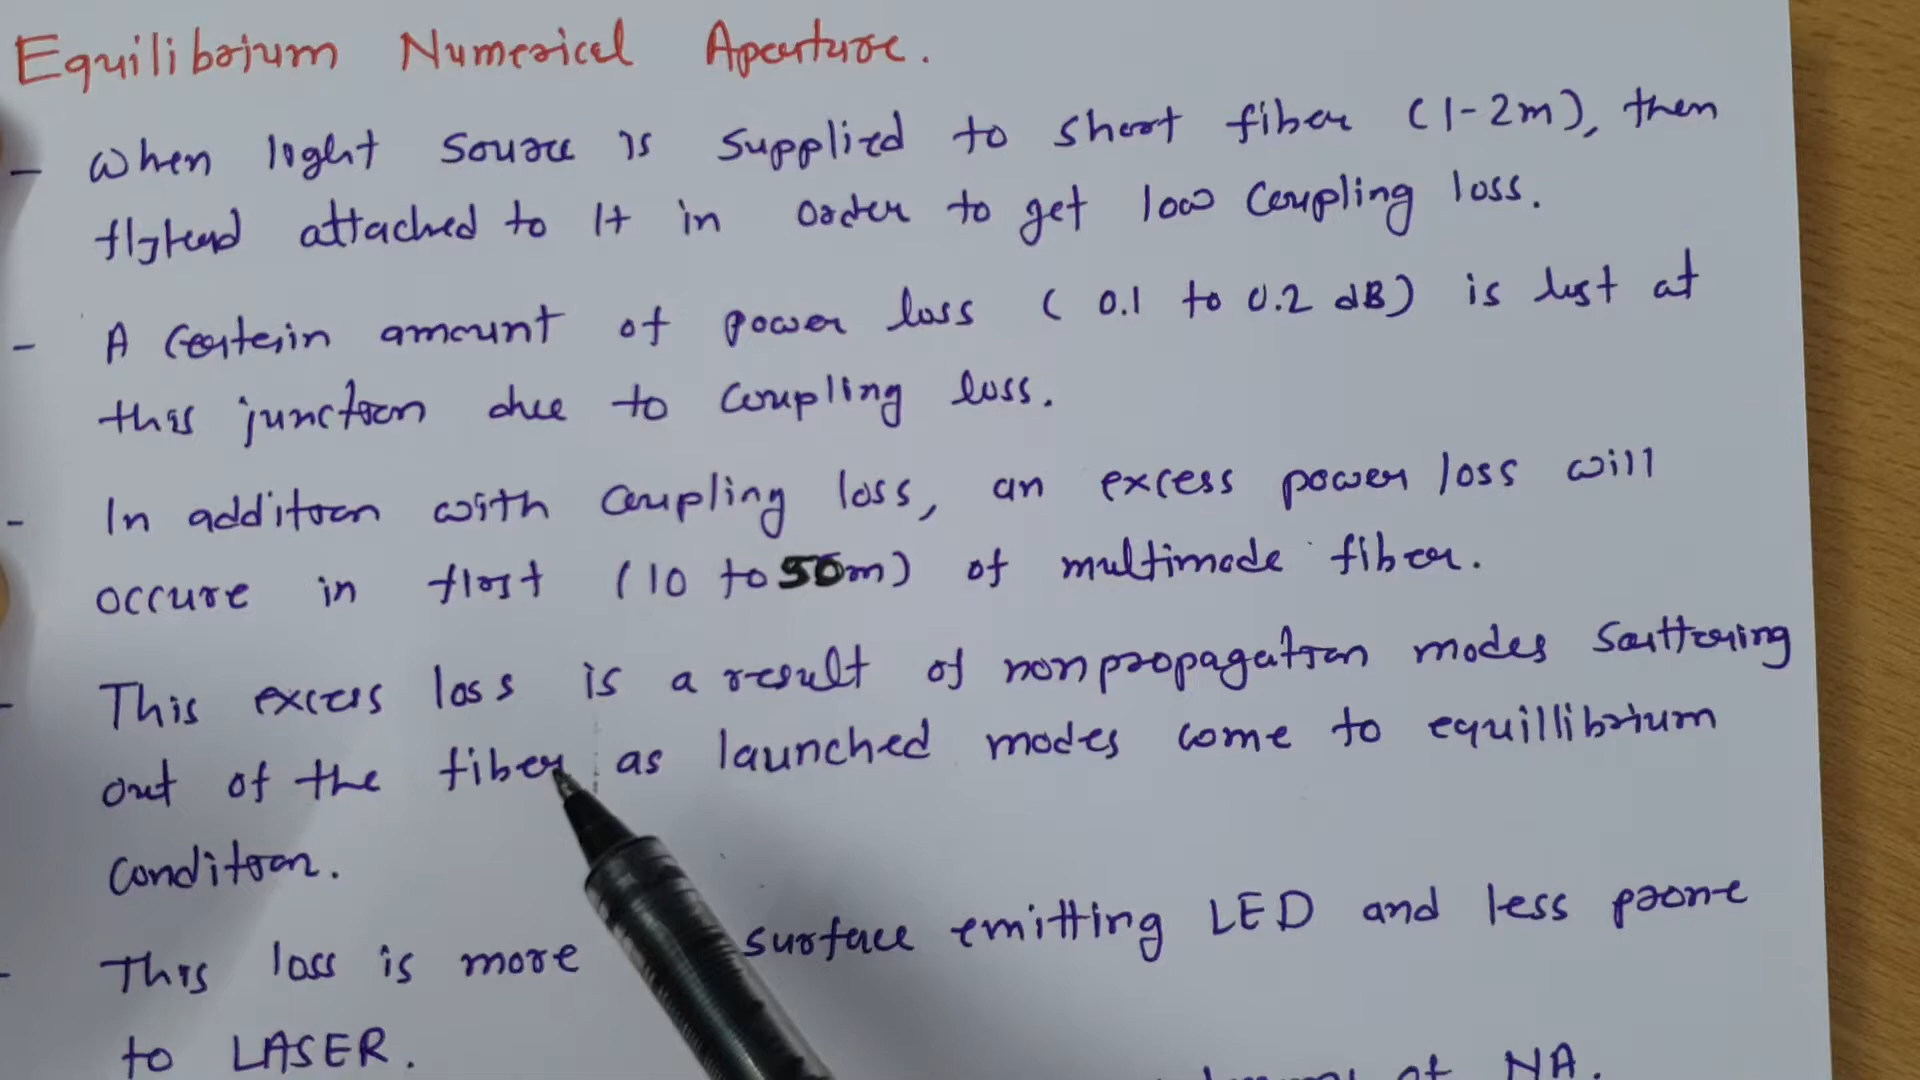 Equilibrium Numerical Aperture.
- When light source is supplied to short fiber (1-2m), then
flylead attached to it in order to get low coupling loss.
- A certain amount of power loss ( 0.1 to 0.2 dB) is lost at
this junction due to coupling loss.
- In addition with coupling loss, an excess power loss will
occure in first (10 to 50m) of multimode fiber.
- This excess loss is a result of nonpropagation modes scattering
out of the fiber as launched modes come to equillibrium
condition.
- This loss is more surface emitting LED and less prone
to LASER.
of NA.